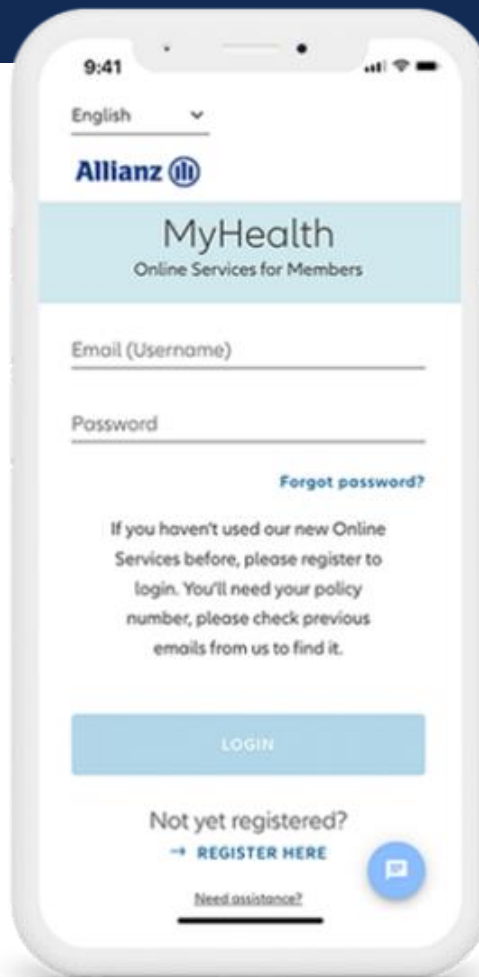 9:41
English
Allianz
MyHealth
Online Services for Members
Email (Username)
Password
Forgot password?
If you haven't used our new Online
Services before, please register to
login. You'll need your policy
number, please check previous
emails from us to find it.
LOGIN
Not yet registered?
→ REGISTER HERE
Need assistance?